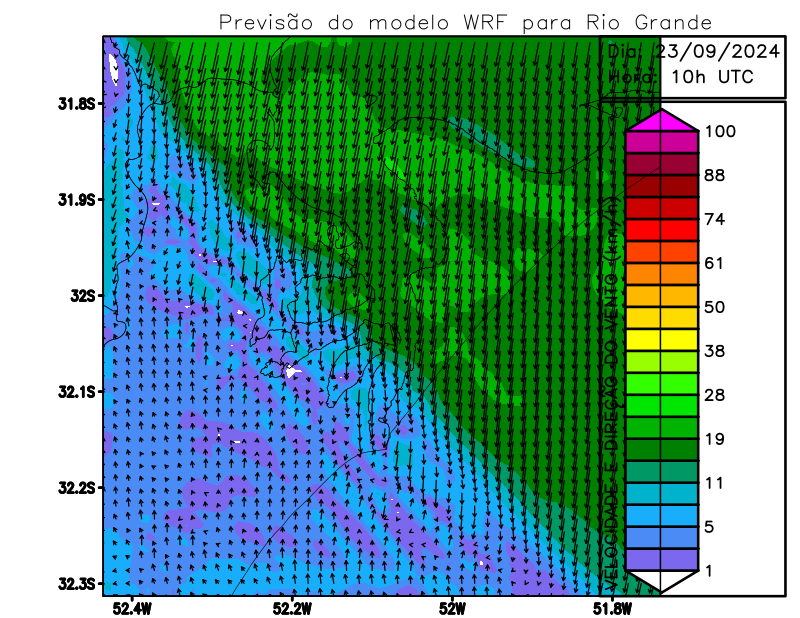 Previsão do modelo WRF para Rio Grande
Dia: 23/09/2024
Hora: 10h UTC
31.8S
31.9S
32S
32.1S
32.2S
32.3S
52.4W
52.2W
52W
51.8W
100
88
74
61
50
38
28
19
11
5
1
VELOCIDADE E DIREÇÃO DO VENTO (km/h)